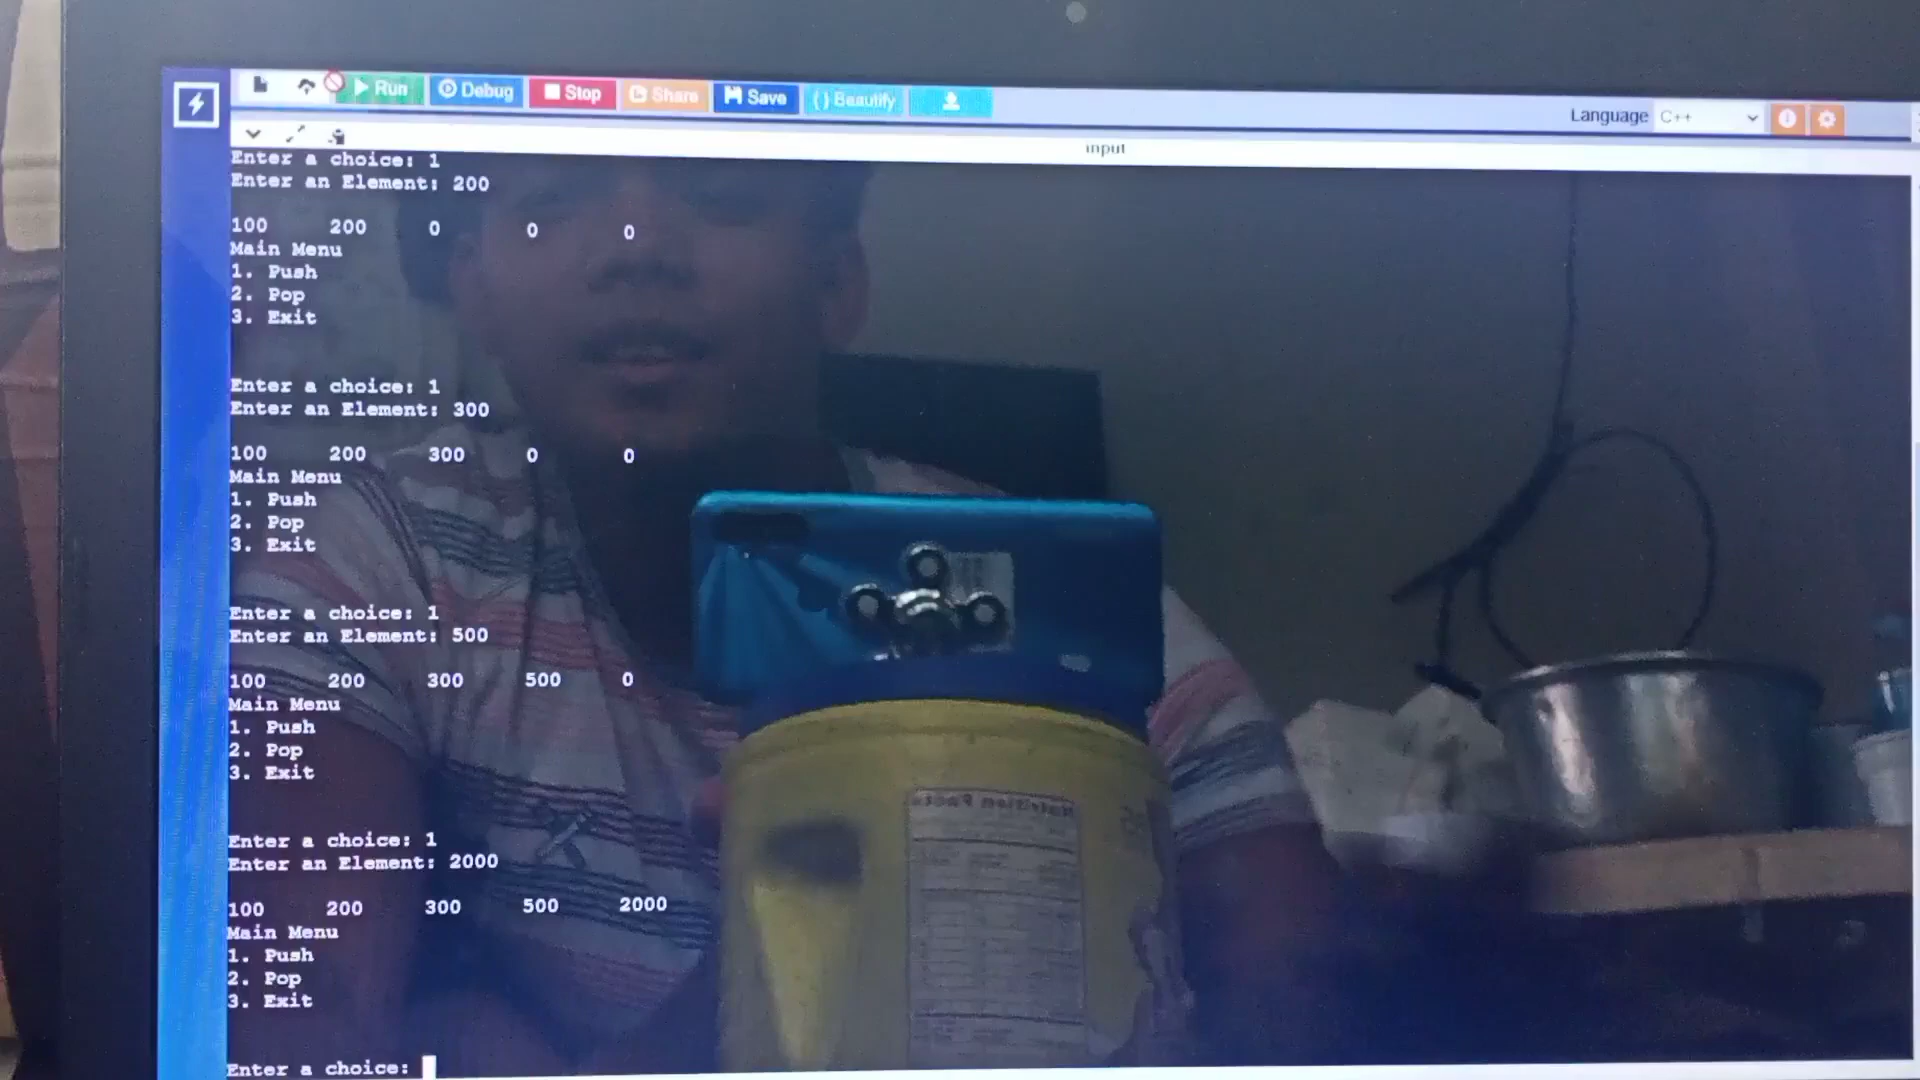 Run Debug Stop Share Save {} Beautify
Language C++
input
Enter a choice: 1
Enter an Element: 200
100 200 0 0 0
Main Menu
1. Push
2. Pop
3. Exit
Enter a choice: 1
Enter an Element: 300
100 200 300 0 0
Main Menu
1. Push
2. Pop
3. Exit
Enter a choice: 1
Enter an Element: 500
100 200 300 500 0
Main Menu
1. Push
2. Pop
3. Exit
Enter a choice: 1
Enter an Element: 2000
100 200 300 500 2000
Main Menu
1. Push
2. Pop
3. Exit
Enter a choice:
Nutrition Facts